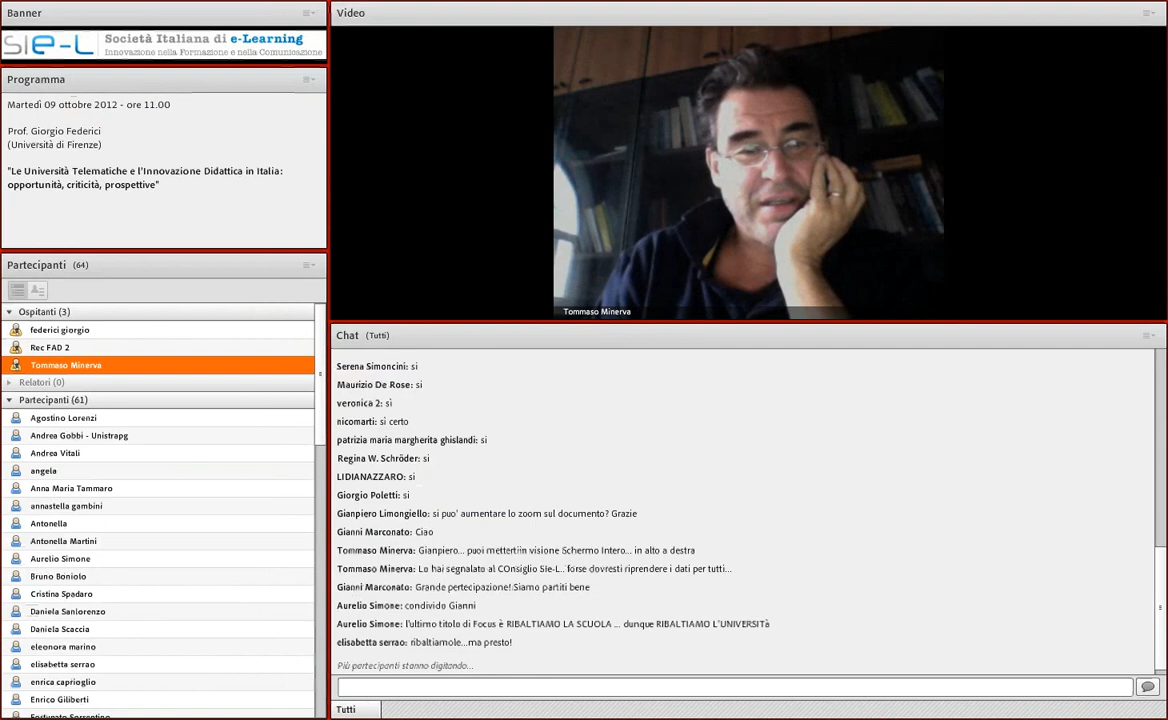 Banner
SIe-L Società Italiana di e-Learning
Innovazione nella Formazione e nella Comunicazione
Programma
Martedì 09 ottobre 2012 - ore 11.00
Prof. Giorgio Federici
(Università di Firenze)
"Le Università Telematiche e l'Innovazione Didattica in Italia:
opportunità, criticità, prospettive"
Partecipanti (64)
Ospitanti (3)
federici giorgio
Rec FAD 2
Tommaso Minerva
Relatori (0)
Partecipanti (61)
Agostino Lorenzi
Andrea Gobbi - Unistrapg
Andrea Vitali
angela
Anna Maria Tammaro
annastella gambini
Antonella
Antonella Martini
Aurelio Simone
Bruno Boniolo
Cristina Spadaro
Daniela Sanlorenzo
Daniela Scaccia
eleonora marino
elisabetta serrao
enrica caprioglio
Enrico Giliberti
Fortunato Sorrentino
Video
Tommaso Minerva
Chat (Tutti)
Serena Simoncini: si
Maurizio De Rose: si
veronica 2: sì
nicomarti: sì certo
patrizia maria margherita ghislandi: si
Regina W. Schröder: si
LIDIANAZZARO: si
Giorgio Poletti: si
Gianpiero Limongiello: si puo' aumentare lo zoom sul documento? Grazie
Gianni Marconato: Ciao
Tommaso Minerva: Gianpiero... puoi mettertiin visione Schermo Intero... in alto a destra
Tommaso Minerva: Lo hai segnalato al COnsiglio SIe-L.. forse dovresti riprendere i dati per tutti...
Gianni Marconato: Grande pertecipazione! Siamo partiti bene
Aurelio Simone: condivido Gianni
Aurelio Simone: l'ultimo titolo di Focus è RIBALTIAMO LA SCUOLA ... dunque RIBALTIAMO L'UNIVERSITà
elisabetta serrao: ribaltiamole...ma presto!
Più partecipanti stanno digitando...
Tutti